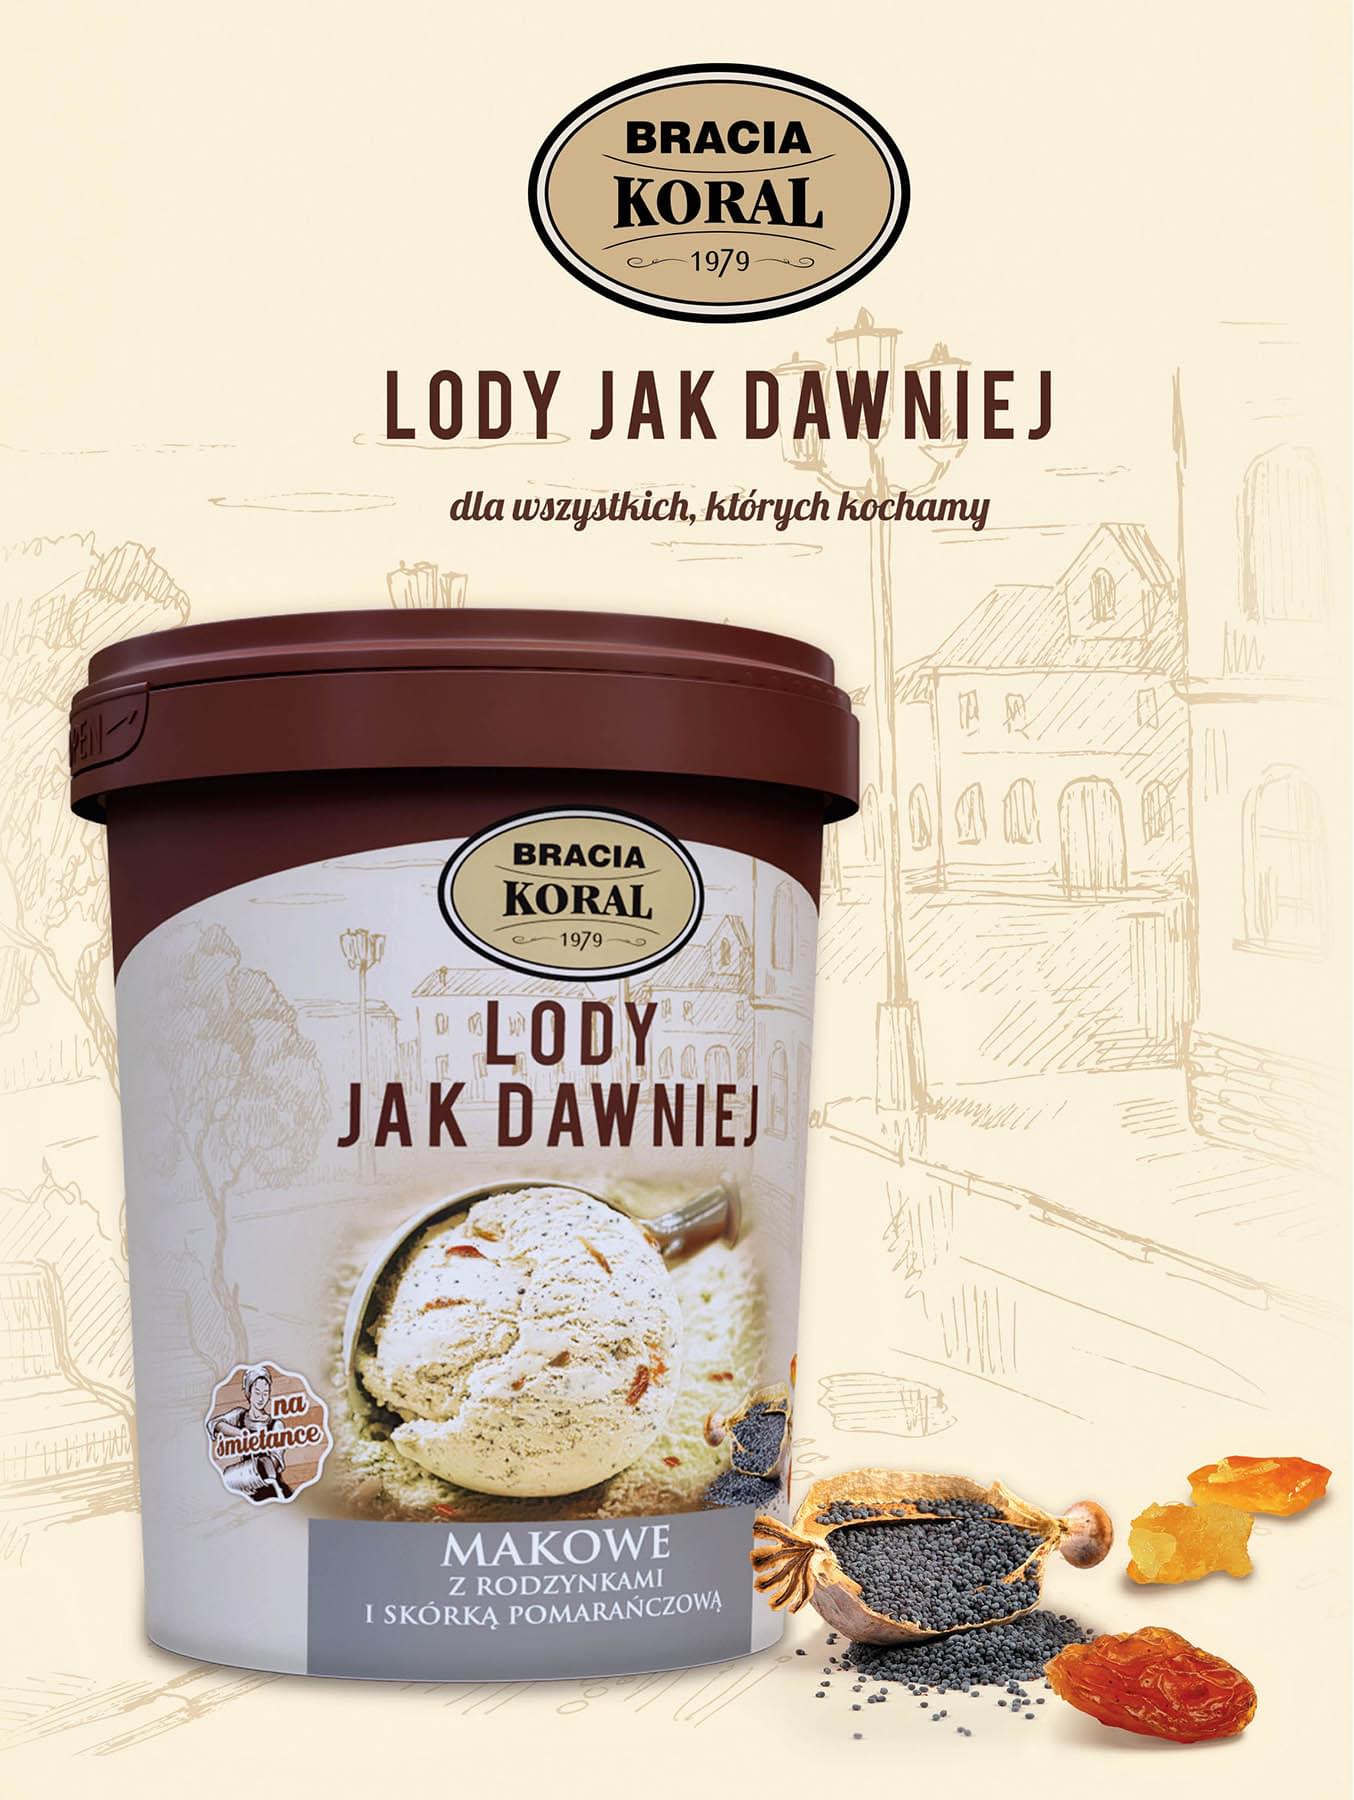 BRACIA
KORAL
1979
LODY JAK DAWNIEJ
dla wszystkich, których kochamy
BRACIA
KORAL
1979
LODY
JAK DAWNIEJ
na
śmietance
MAKOWE
Z RODZYNKAMI
I SKÓRKĄ POMARAŃCZOWĄ